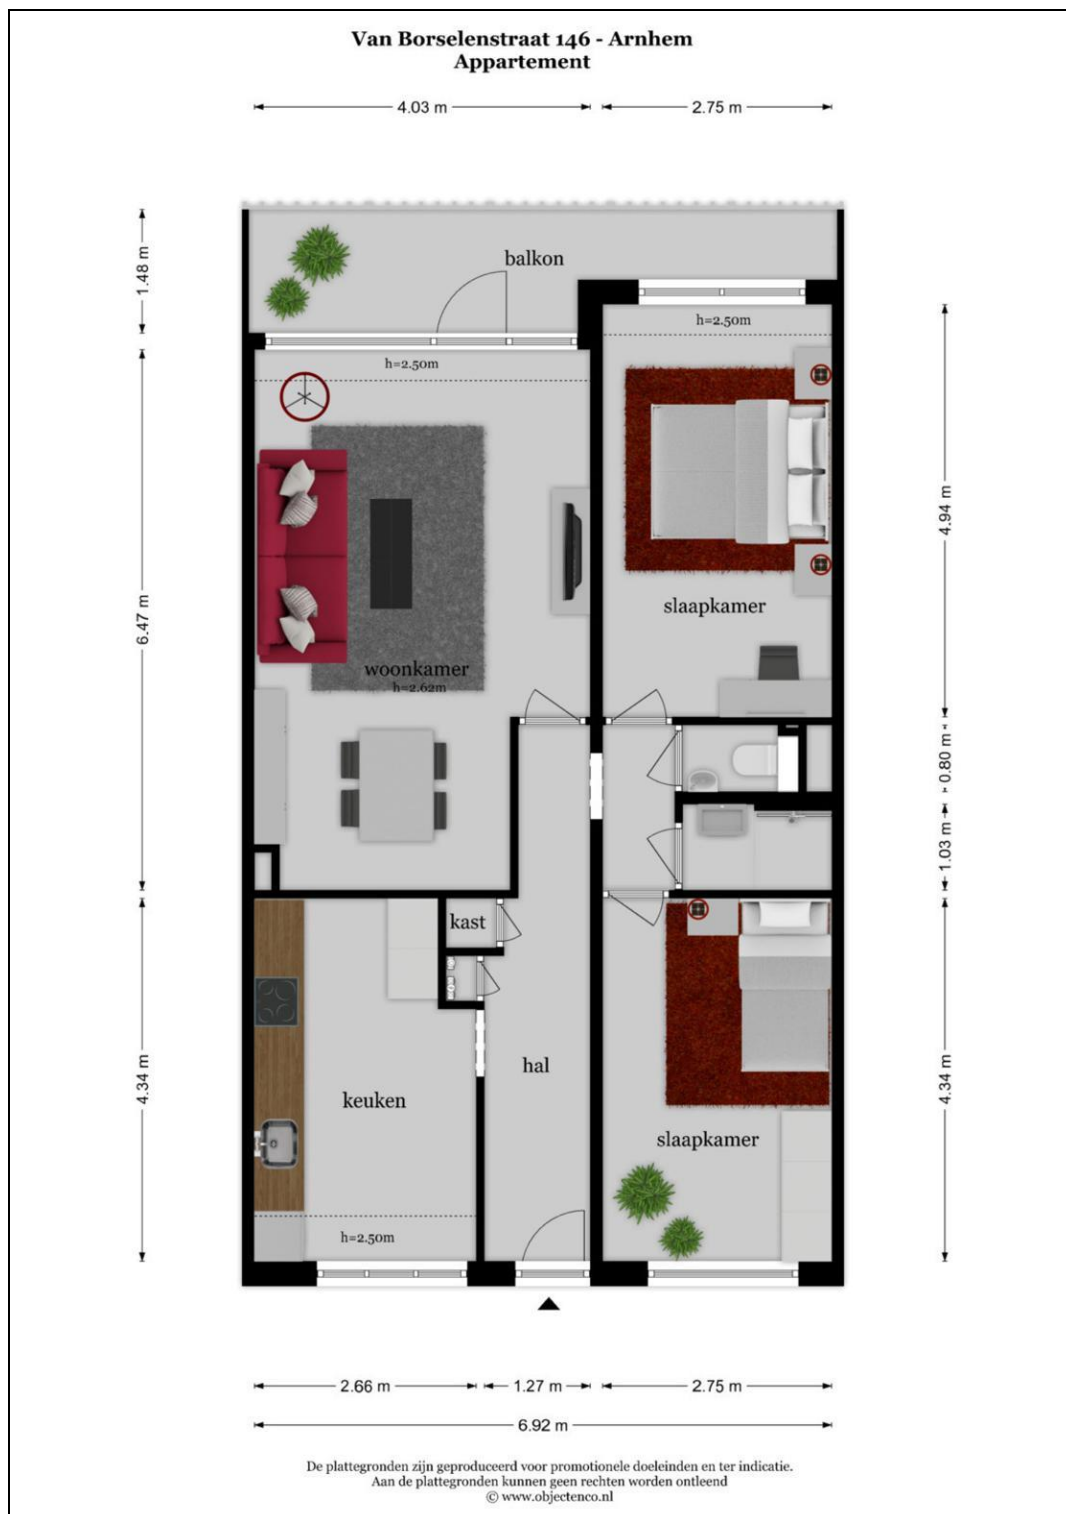 Van Borselenstraat 146 - Arnhem
Appartement
4.03 m
2.75 m
1.48 m
balkon
h=2.50m
h=2.50m
4.94 m
6.47 m
slaapkamer
woonkamer
h=2.62m
0.80 m
1.03 m
kast
hal
keuken
4.34 m
4.34 m
slaapkamer
h=2.50m
2.66 m
1.27 m
2.75 m
6.92 m
De plattegronden zijn geproduceerd voor promotionele doeleinden en ter indicatie.
Aan de plattegronden kunnen geen rechten worden ontleend
© www.objectenco.nl